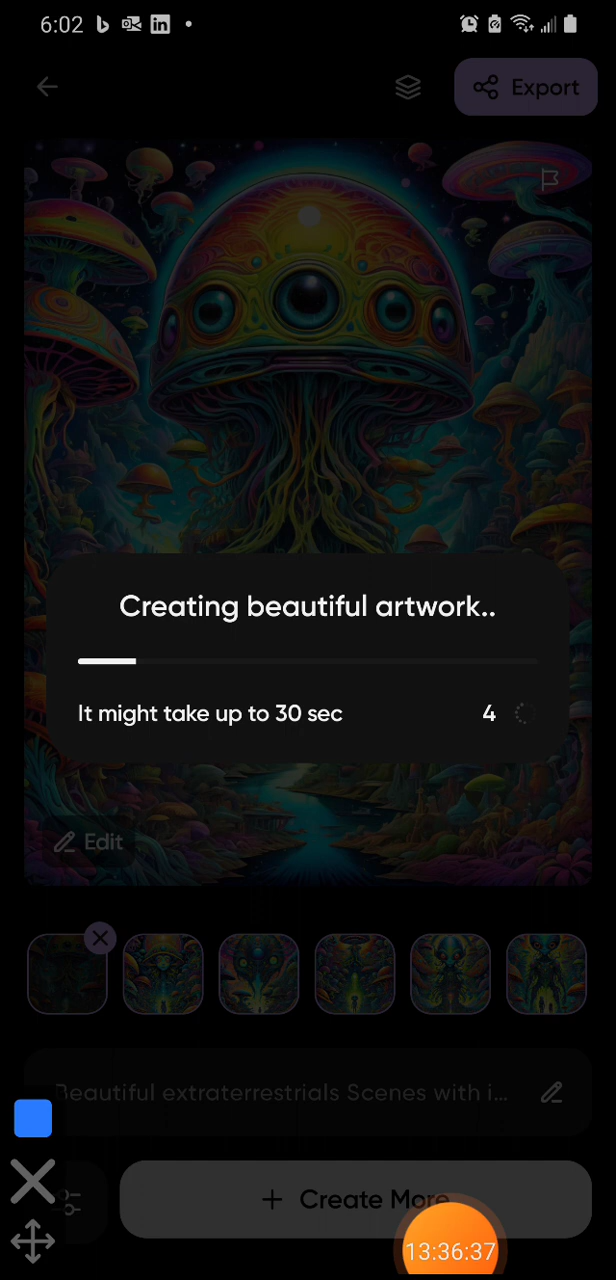 6:02
Export
Creating beautiful artwork..
It might take up to 30 sec 4
Edit
Beautiful extraterrestrials Scenes with i...
+ Create More
13:36:37